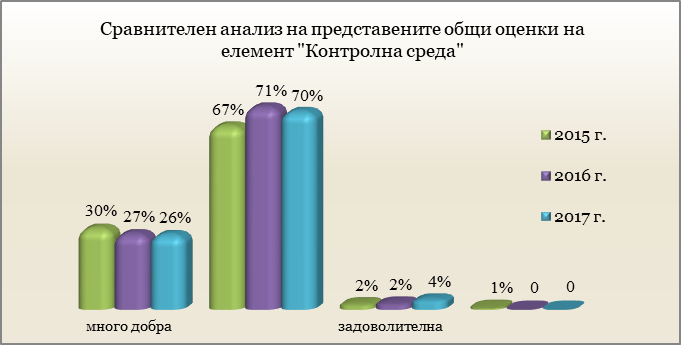 Сравнителен анализ на представените общи оценки на
елемент "Контролна среда"
30%
27%
26%
67%
71%
70%
2%
2%
4%
1%
0
0
много добра
задоволителна
2015 г.
2016 г.
2017 г.